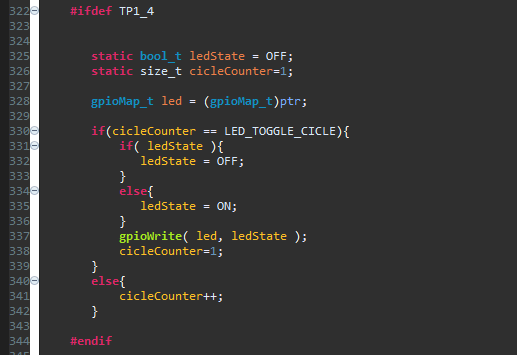 322 #ifdef TP1_4
323
324
325 static bool_t ledState = OFF;
326 static size_t cicleCounter=1;
327
328 gpioMap_t led = (gpioMap_t)ptr;
329
330 if(cicleCounter == LED_TOGGLE_CICLE){
331 if( ledState ){
332 ledState = OFF;
333 }
334 else{
335 ledState = ON;
336 }
337 gpioWrite( led, ledState );
338 cicleCounter=1;
339 }
340 else{
341 cicleCounter++;
342 }
343
344 #endif
345